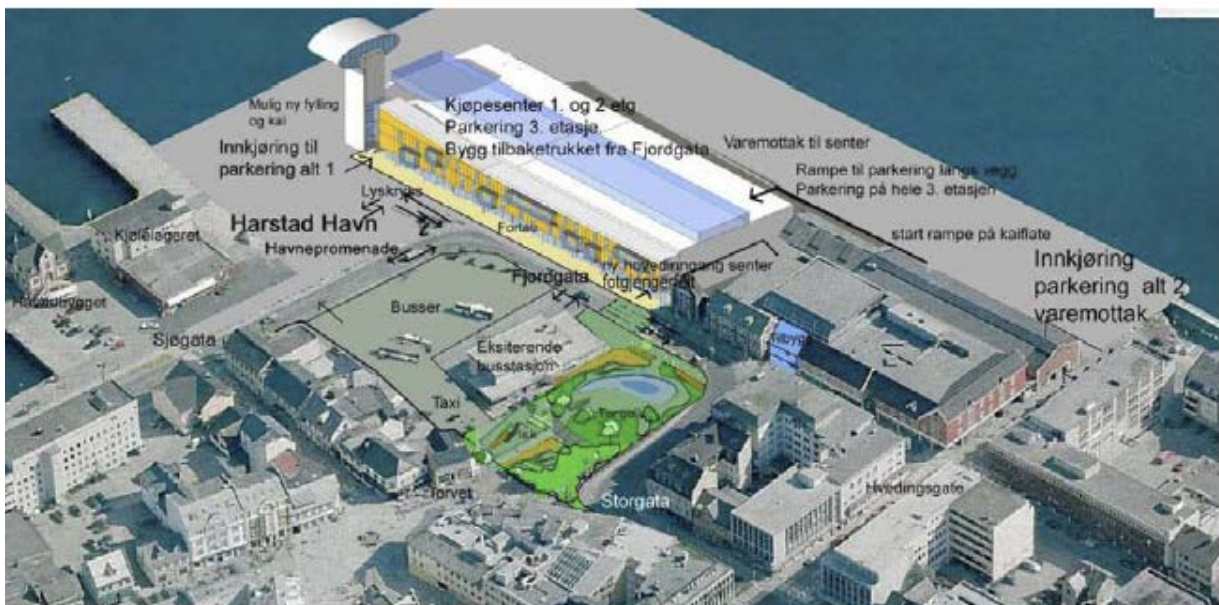 Mulig ny fylling
og kai
Kjøpesenter 1. og 2 etg
Parkering 3. etasje.
Bygg tilbaketrukket fra Fjordgata
Innkjøring til
parkering alt 1
Varemottak til senter
Rampe til parkering langs vegg
Parkering på hele 3. etasjen
Lyskryss
Harstad Havn
Havnepromenade
Fortau
Kjølelageret
start rampe på kaiflate
Innkjøring
parkering alt 2
varemottak
ny hovedinngang senter
fotgjengerfelt
Fjordgata
Havnebygget
Busser
Sjøgata
Eksiterende
busstasjon
Tilbygg
Taxi
Torvet
Storgata
Hvedingsgate